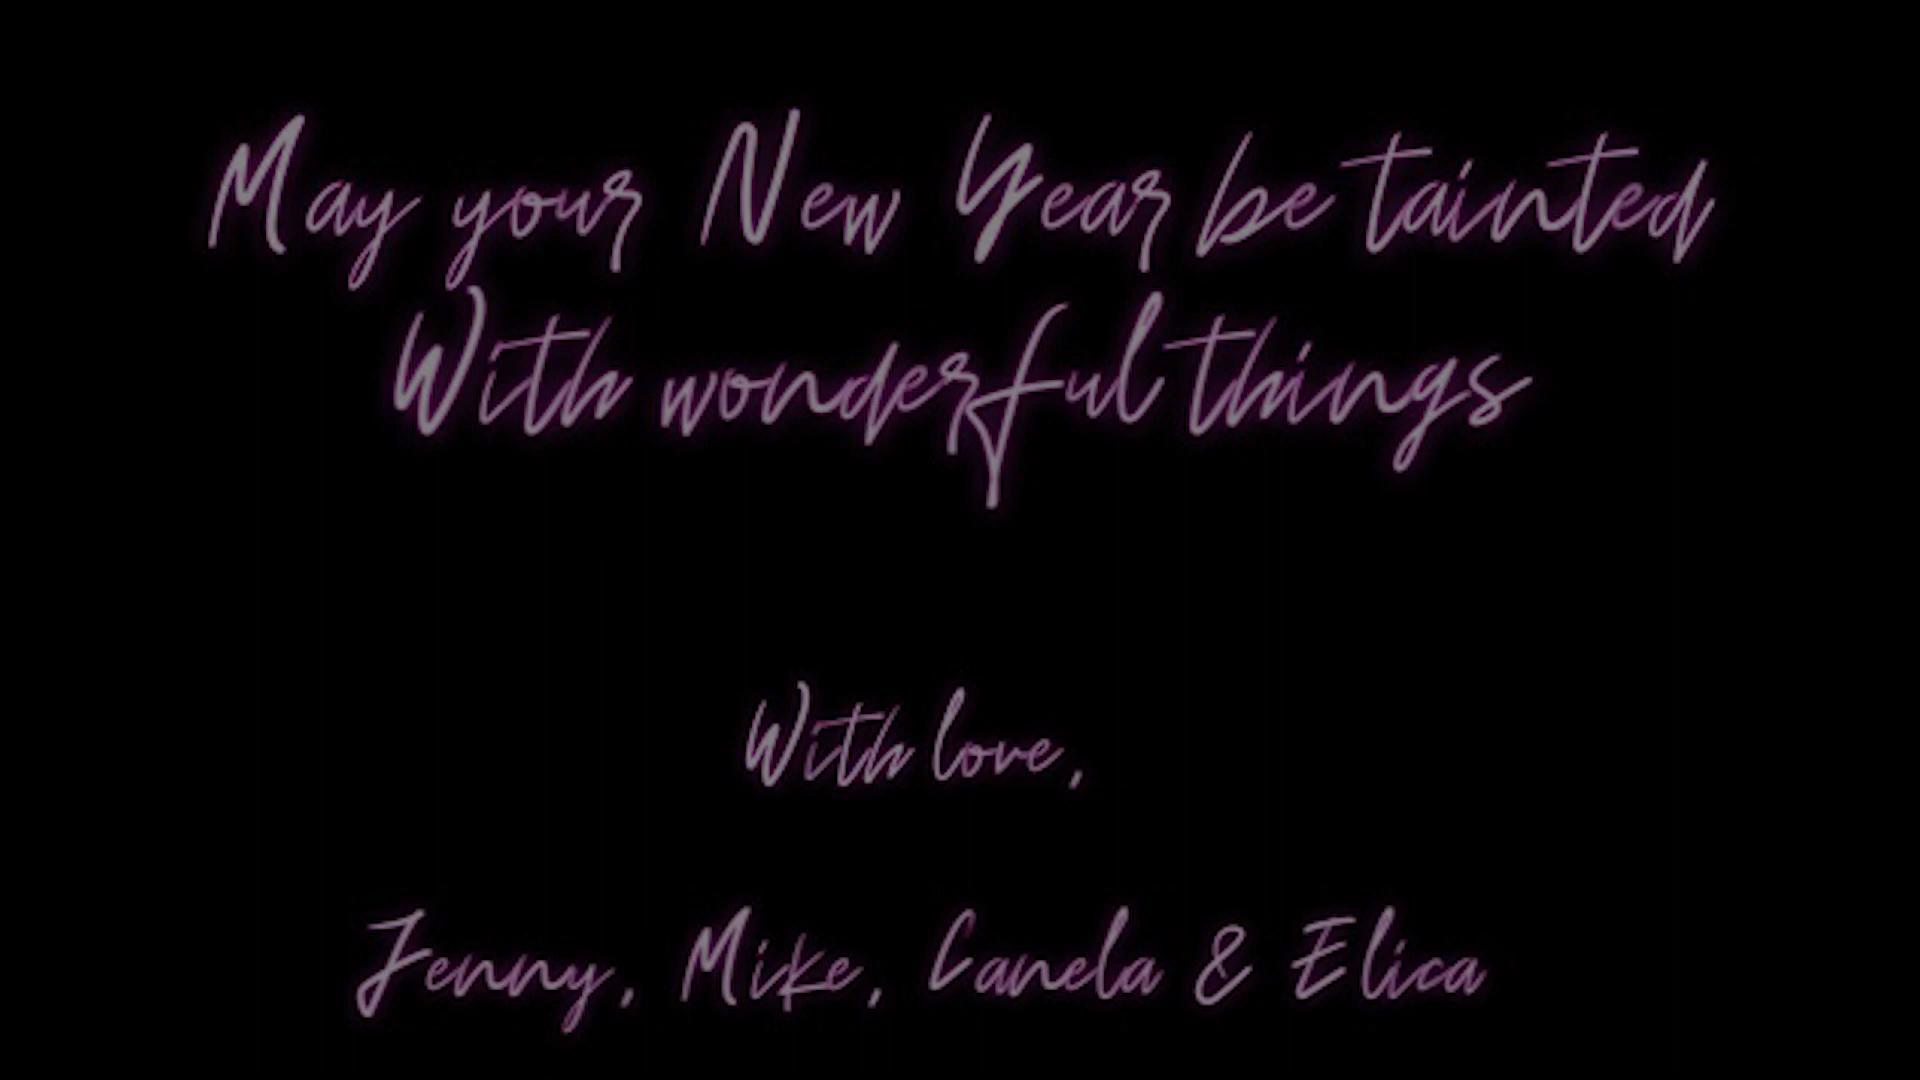 May your New Year be tainted
With wonderful things
With love,
Jenny, Mike, Canela & Elica